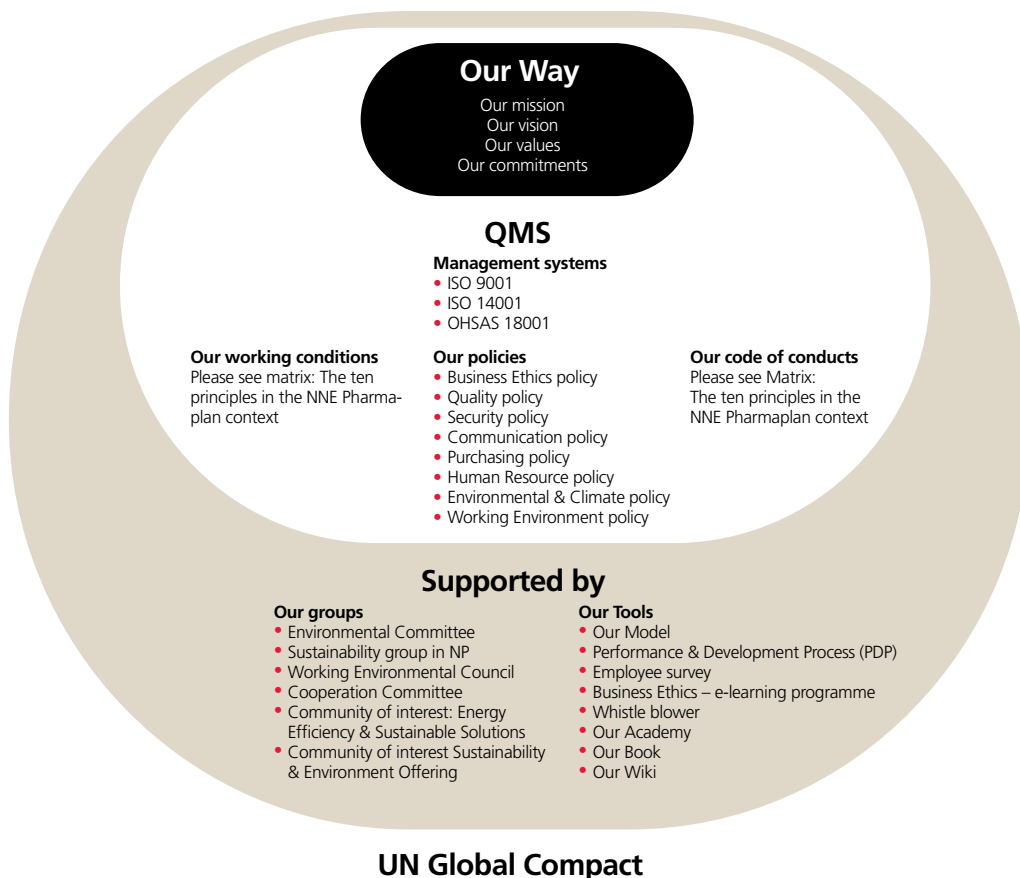 Our Way
Our mission
Our vision
Our values
Our commitments
QMS
Management systems
• ISO 9001
• ISO 14001
• OHSAS 18001
Our working conditions
Please see matrix: The ten
principles in the NNE Pharma-
plan context
Our policies
• Business Ethics policy
• Quality policy
• Security policy
• Communication policy
• Purchasing policy
• Human Resource policy
• Environmental & Climate policy
• Working Environment policy
Our code of conducts
Please see Matrix:
The ten principles in the
NNE Pharmaplan context
Supported by
Our groups
• Environmental Committee
• Sustainability group in NP
• Working Environmental Council
• Cooperation Committee
• Community of interest: Energy
Efficiency & Sustainable Solutions
• Community of interest Sustainability
& Environment Offering
Our Tools
• Our Model
• Performance & Development Process (PDP)
• Employee survey
• Business Ethics – e-learning programme
• Whistle blower
• Our Academy
• Our Book
• Our Wiki
UN Global Compact